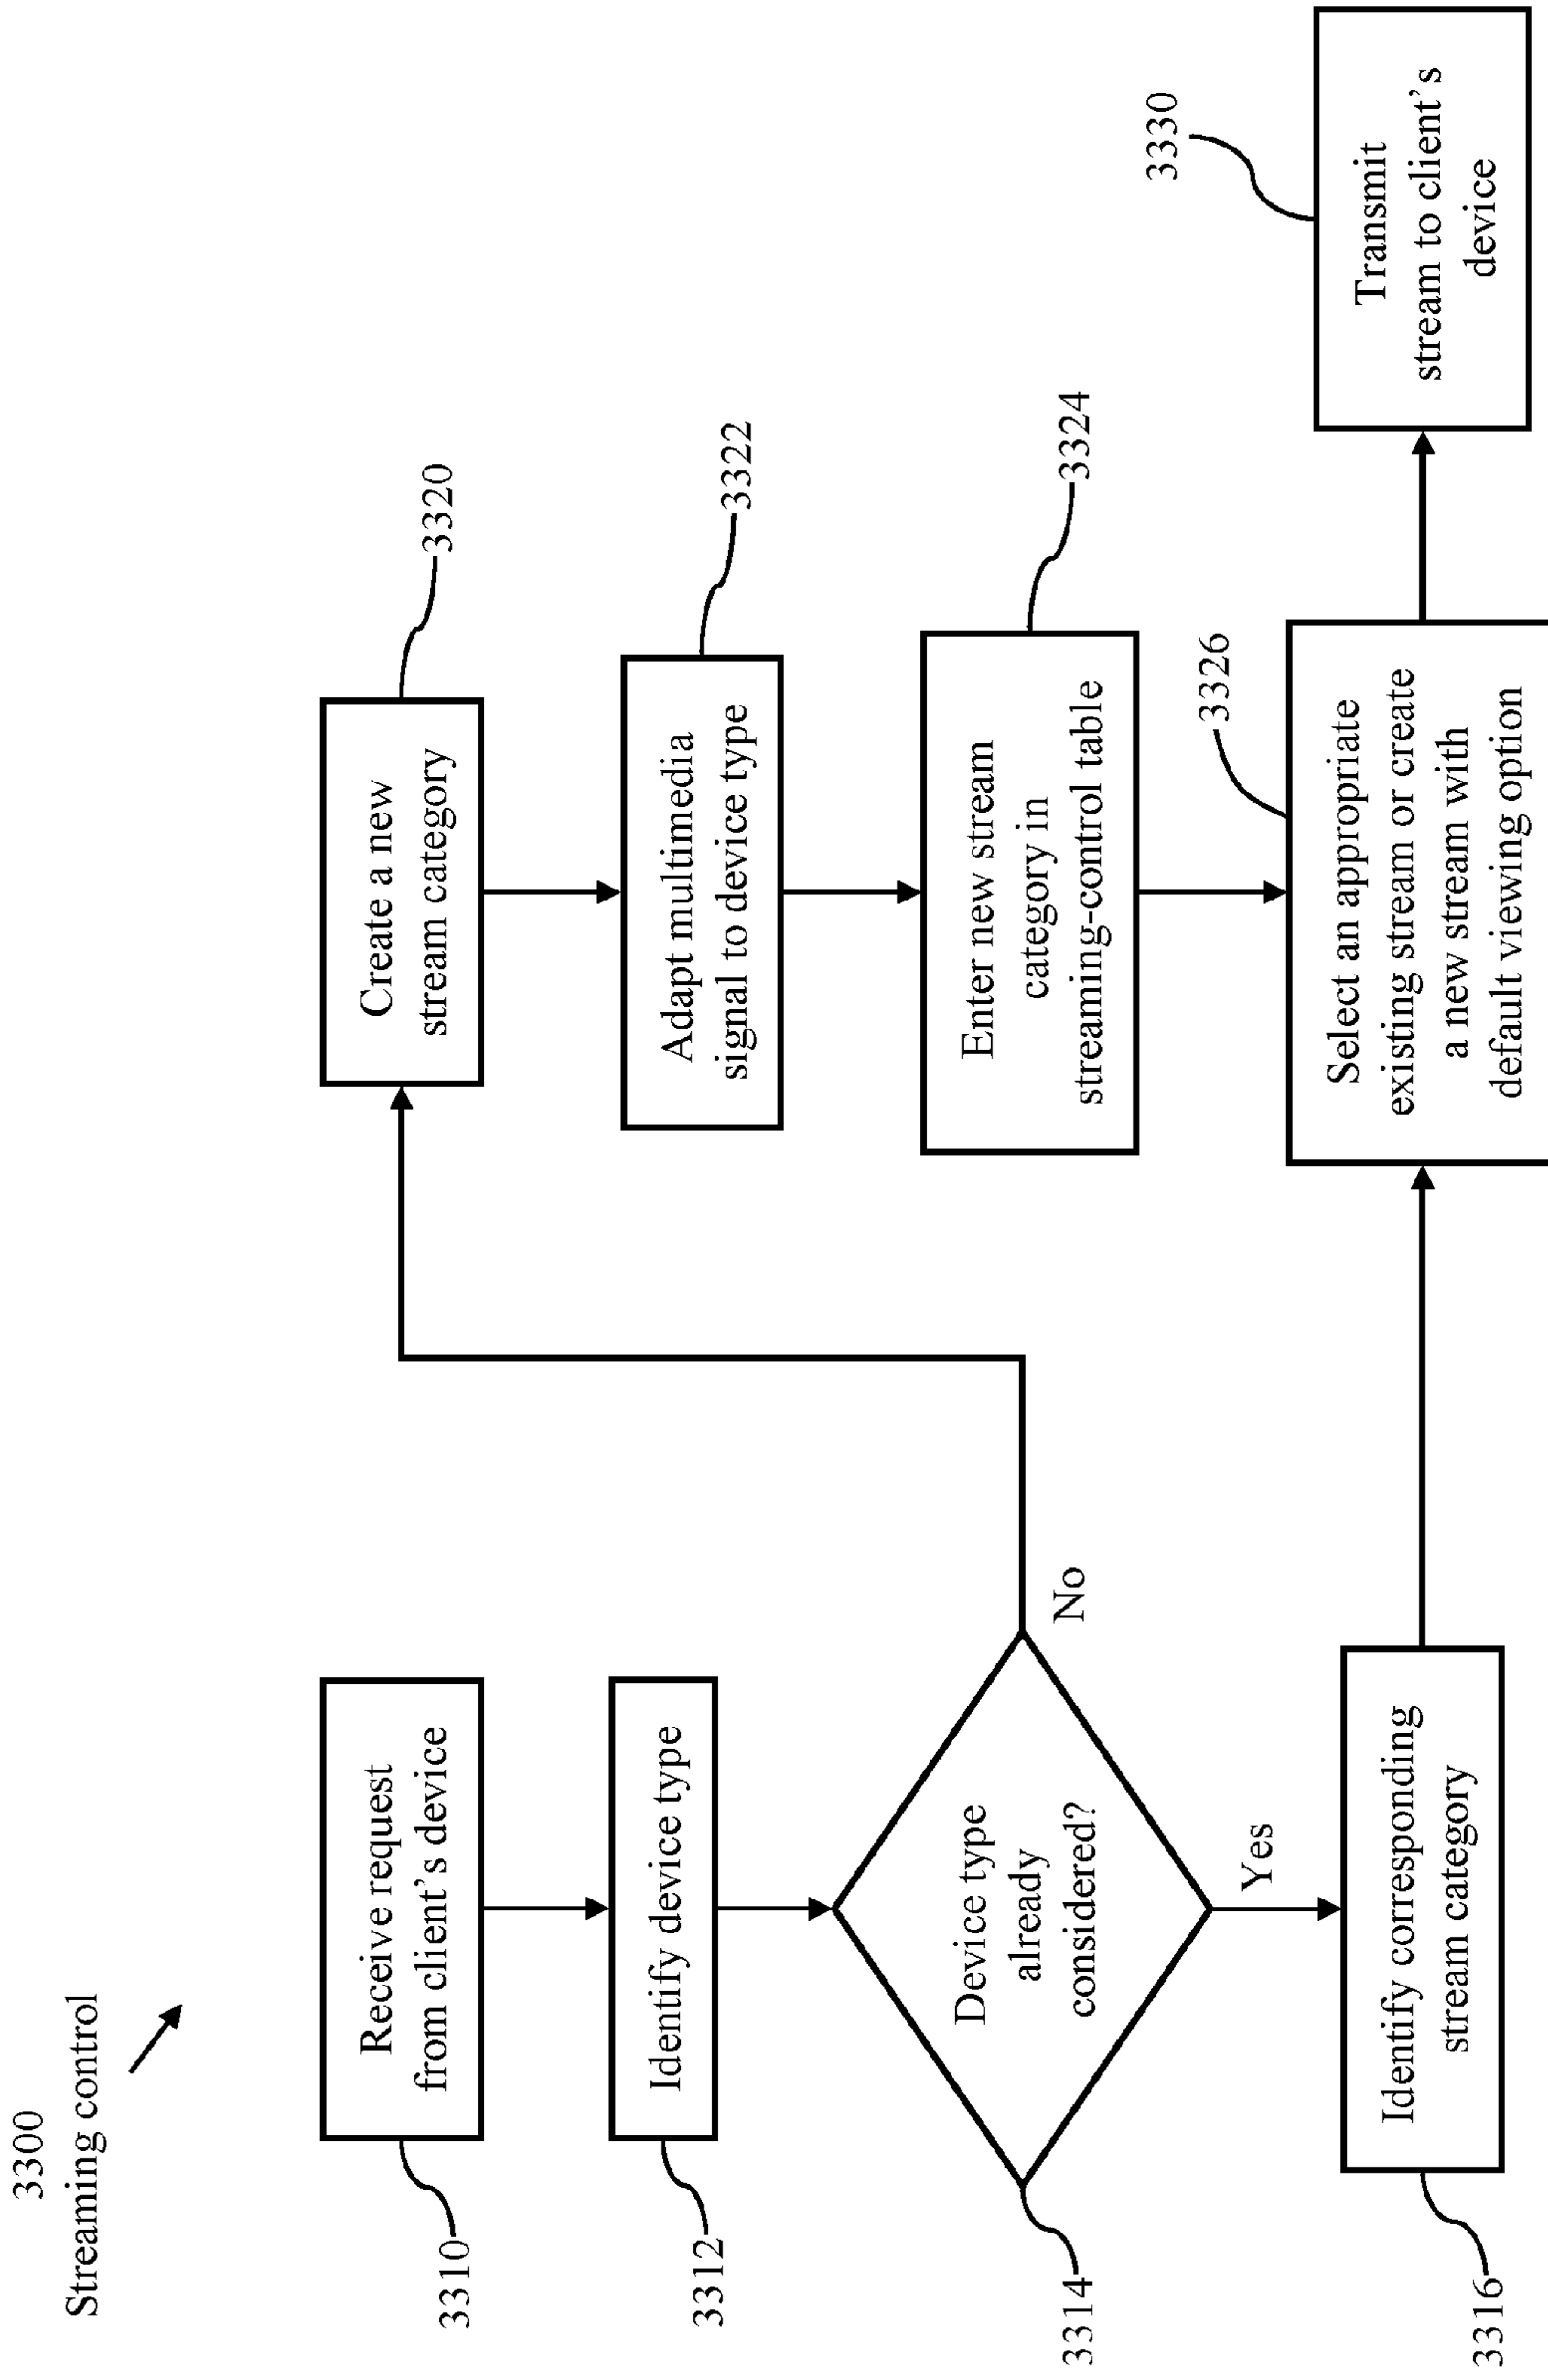 3300
Streaming control
3310
Receive request
from client's device
3312
Identify device type
3314
Device type
already
considered?
No
Yes
3316
Identify corresponding
stream category
Create a new
stream category
3320
Adapt multimedia
signal to device type
3322
Enter new stream
category in
streaming-control table
3324
3326
Select an appropriate
existing stream or create
a new stream with
default viewing option
3330
Transmit
stream to client's
device